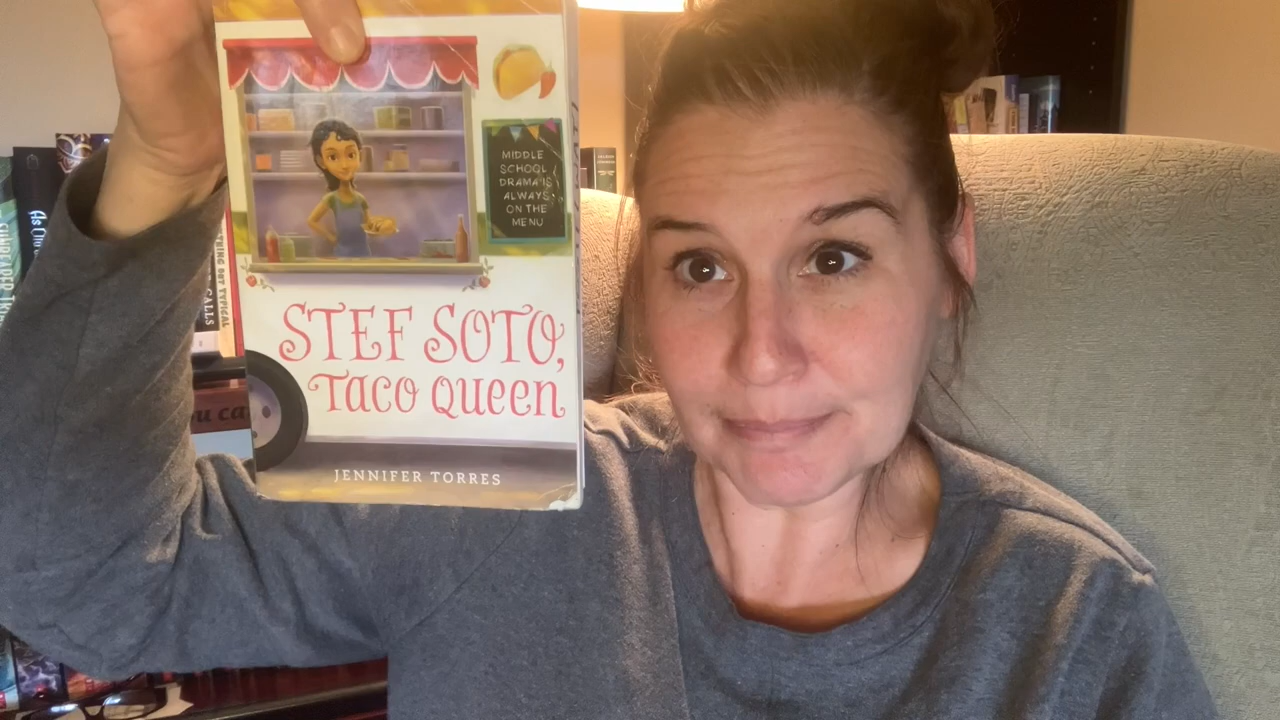 MIDDLE
SCHOOL
DRAMA IS
ALWAYS
ON THE
MENU
STEF SOTO,
TACO QUEEN
JENNIFER TORRES